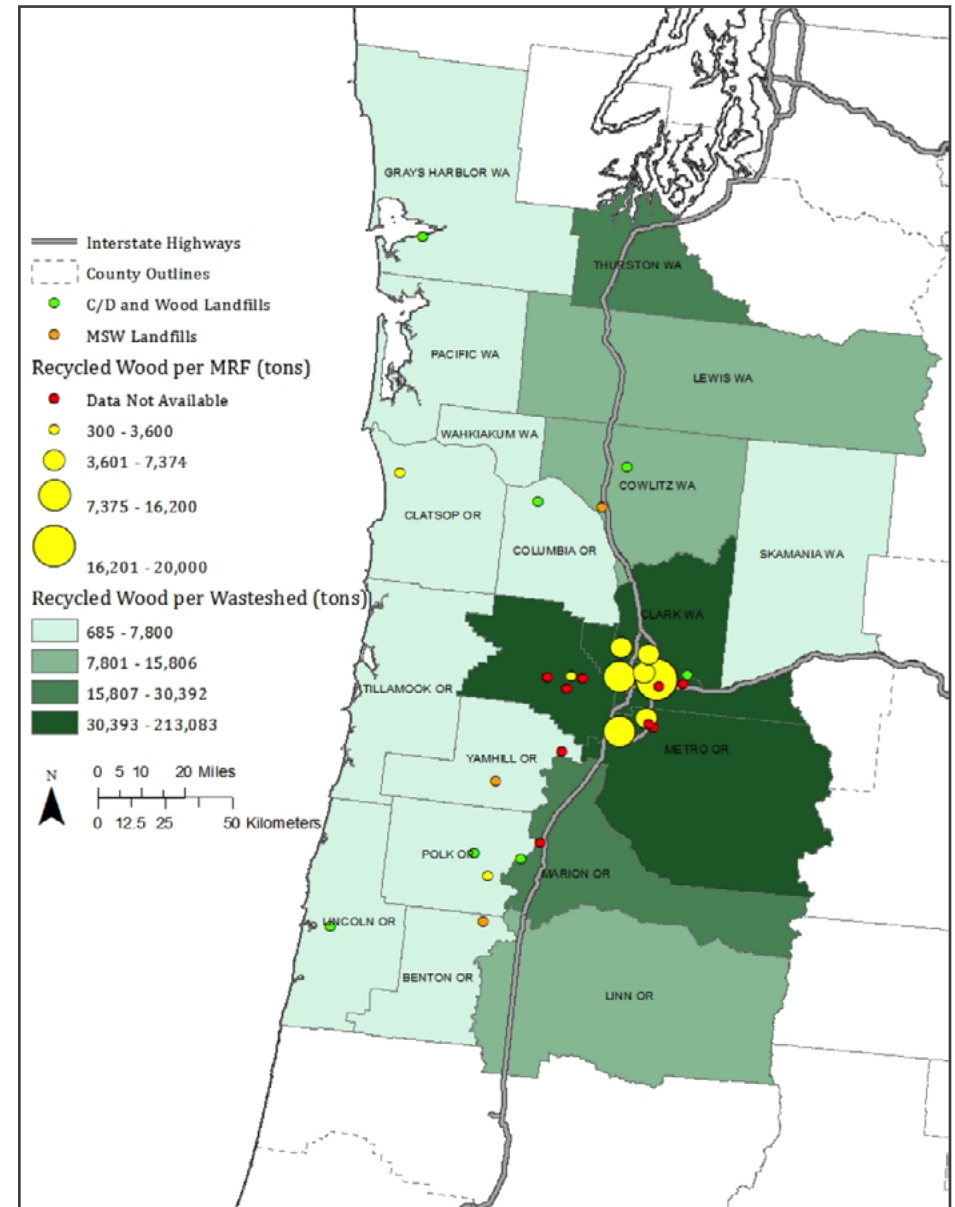 GRAYS HARBLOR WA
THURSTON WA
PACIFIC WA
LEWIS WA
WAHKIAKUM WA
COWLITZ WA
CLATSOP OR
COLUMBIA OR
SKAMANIA WA
CLARK WA
TILLAMOOK OR
METRO OR
YAMHILL OR
POLK OR
MARION OR
LINCOLN OR
BENTON OR
LINN OR
Interstate Highways
County Outlines
C/D and Wood Landfills
MSW Landfills
Recycled Wood per MRF (tons)
Data Not Available
300 - 3,600
3,601 - 7,374
7,375 - 16,200
16,201 - 20,000
Recycled Wood per Wasteshed (tons)
685 - 7,800
7,801 - 15,806
15,807 - 30,392
30,393 - 213,083
N
0 5 10 20 Miles
0 12.5 25 50 Kilometers